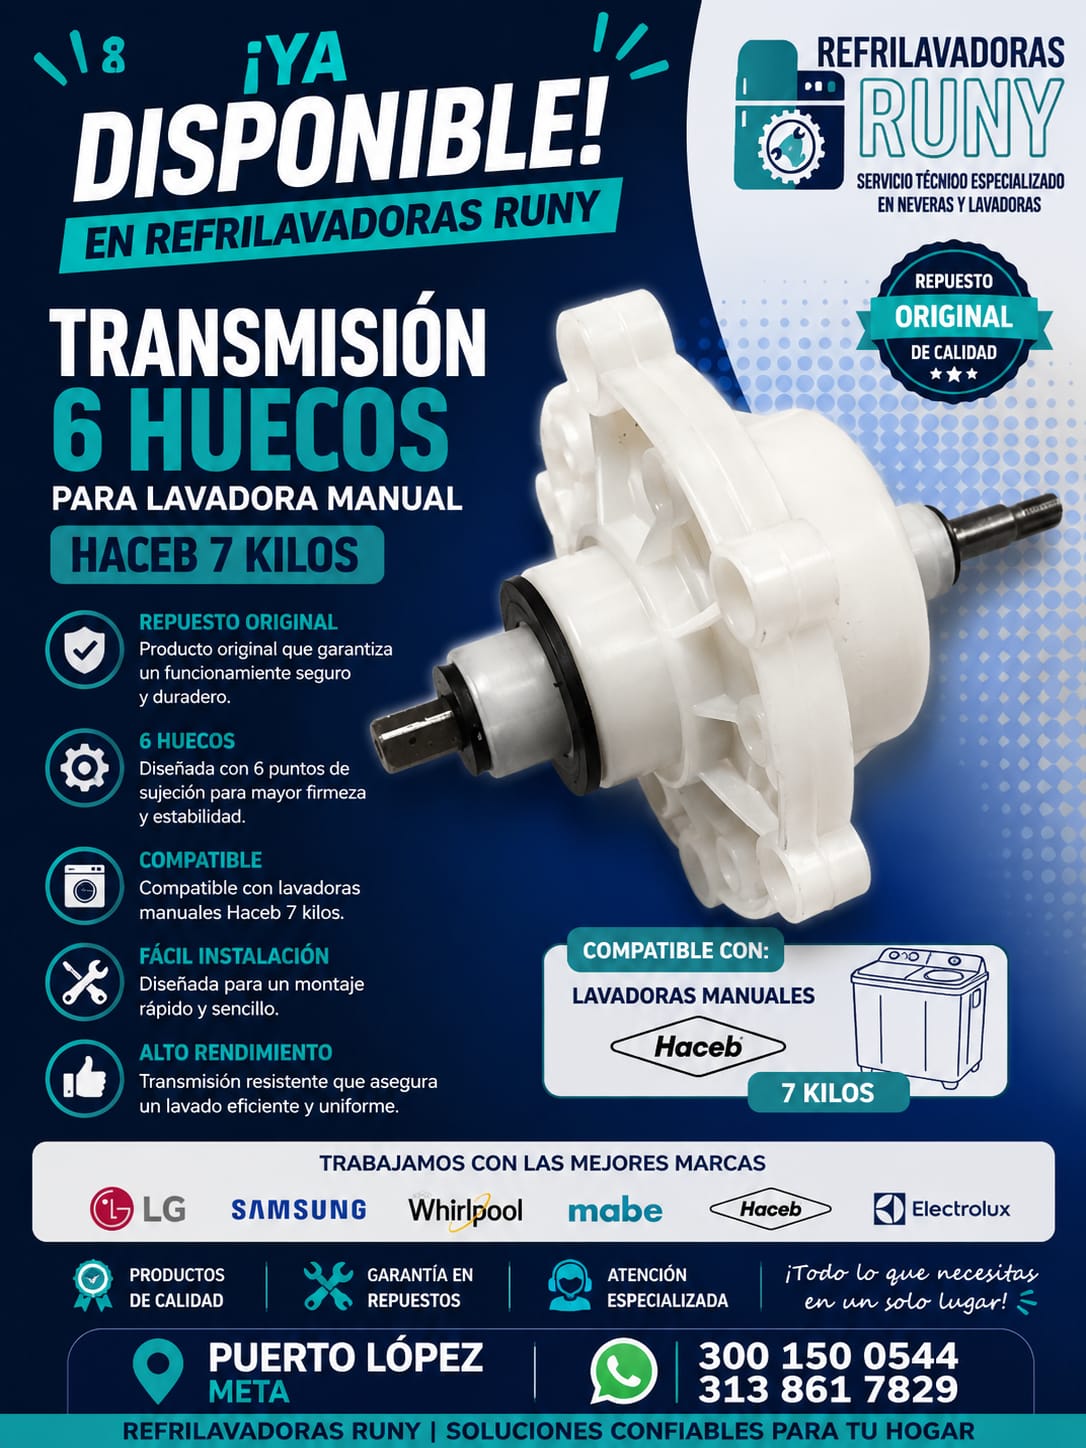 8
¡YA
DISPONIBLE!
EN REFRILAVADORAS RUNY
REFRILAVADORAS
RUNY
SERVICIO TÉCNIOO ESPECIALIZADO
EN NEVERAS Y LAVADORAS
REPUESTO
ORIGINAL
DE CALIDAD
TRANSMISIÓN
6 HUECOS
PARA LAVADORA MANUAL
HACEB 7 KILOS
REPUESTO ORIGINAL
Producto original que garantiza
un funcionamiente seguro
y duradero.
6 HUECOS
Diseñada con 6 puntos de
sujeción para mayor firmeza
y estabilidad.
COMPATIBLE
Compatible con lavadoras
manuales Haceb 7 kilos.
FÁCIL INSTALACIÓN
Diseñada para un montaje
rápido y sencillo.
ALTO RENDIMIENTO
Transmisión resistente que asegura
un lavado eficiente y uniforme.
COMPATIBLE CON:
LAVADORAS MANUALES
Haceb
7 KILOS
TRABAJAMOS CON LAS MEJORES MARCAS
LG SAMSUNG Whirlpool mabe Haceb Electrolux
PRODUCTOS
DE CALIDAD
GARANTÍA EN
REPUESTOS
ATENCIÓN
ESPECIALIZADA
¡Todo lo que necesitas
en un solo lugar!
PUERTO LÓPEZ
META
300 150 0544
313 861 7829
REFRILAVADORAS RUNY | SOLUCIONES CONFIABLES PARA TU HOGAR